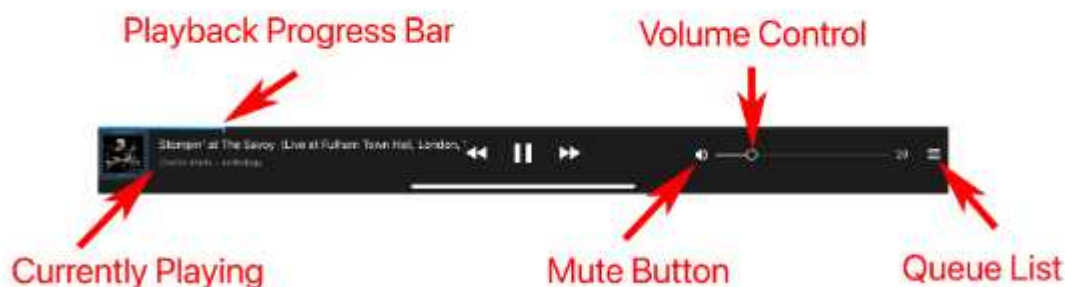 Playback Progress Bar
Volume Control
Stompin' at The Savoy (Live at Fulham Town Hall, London, '
Currently Playing
Mute Button
Queue List